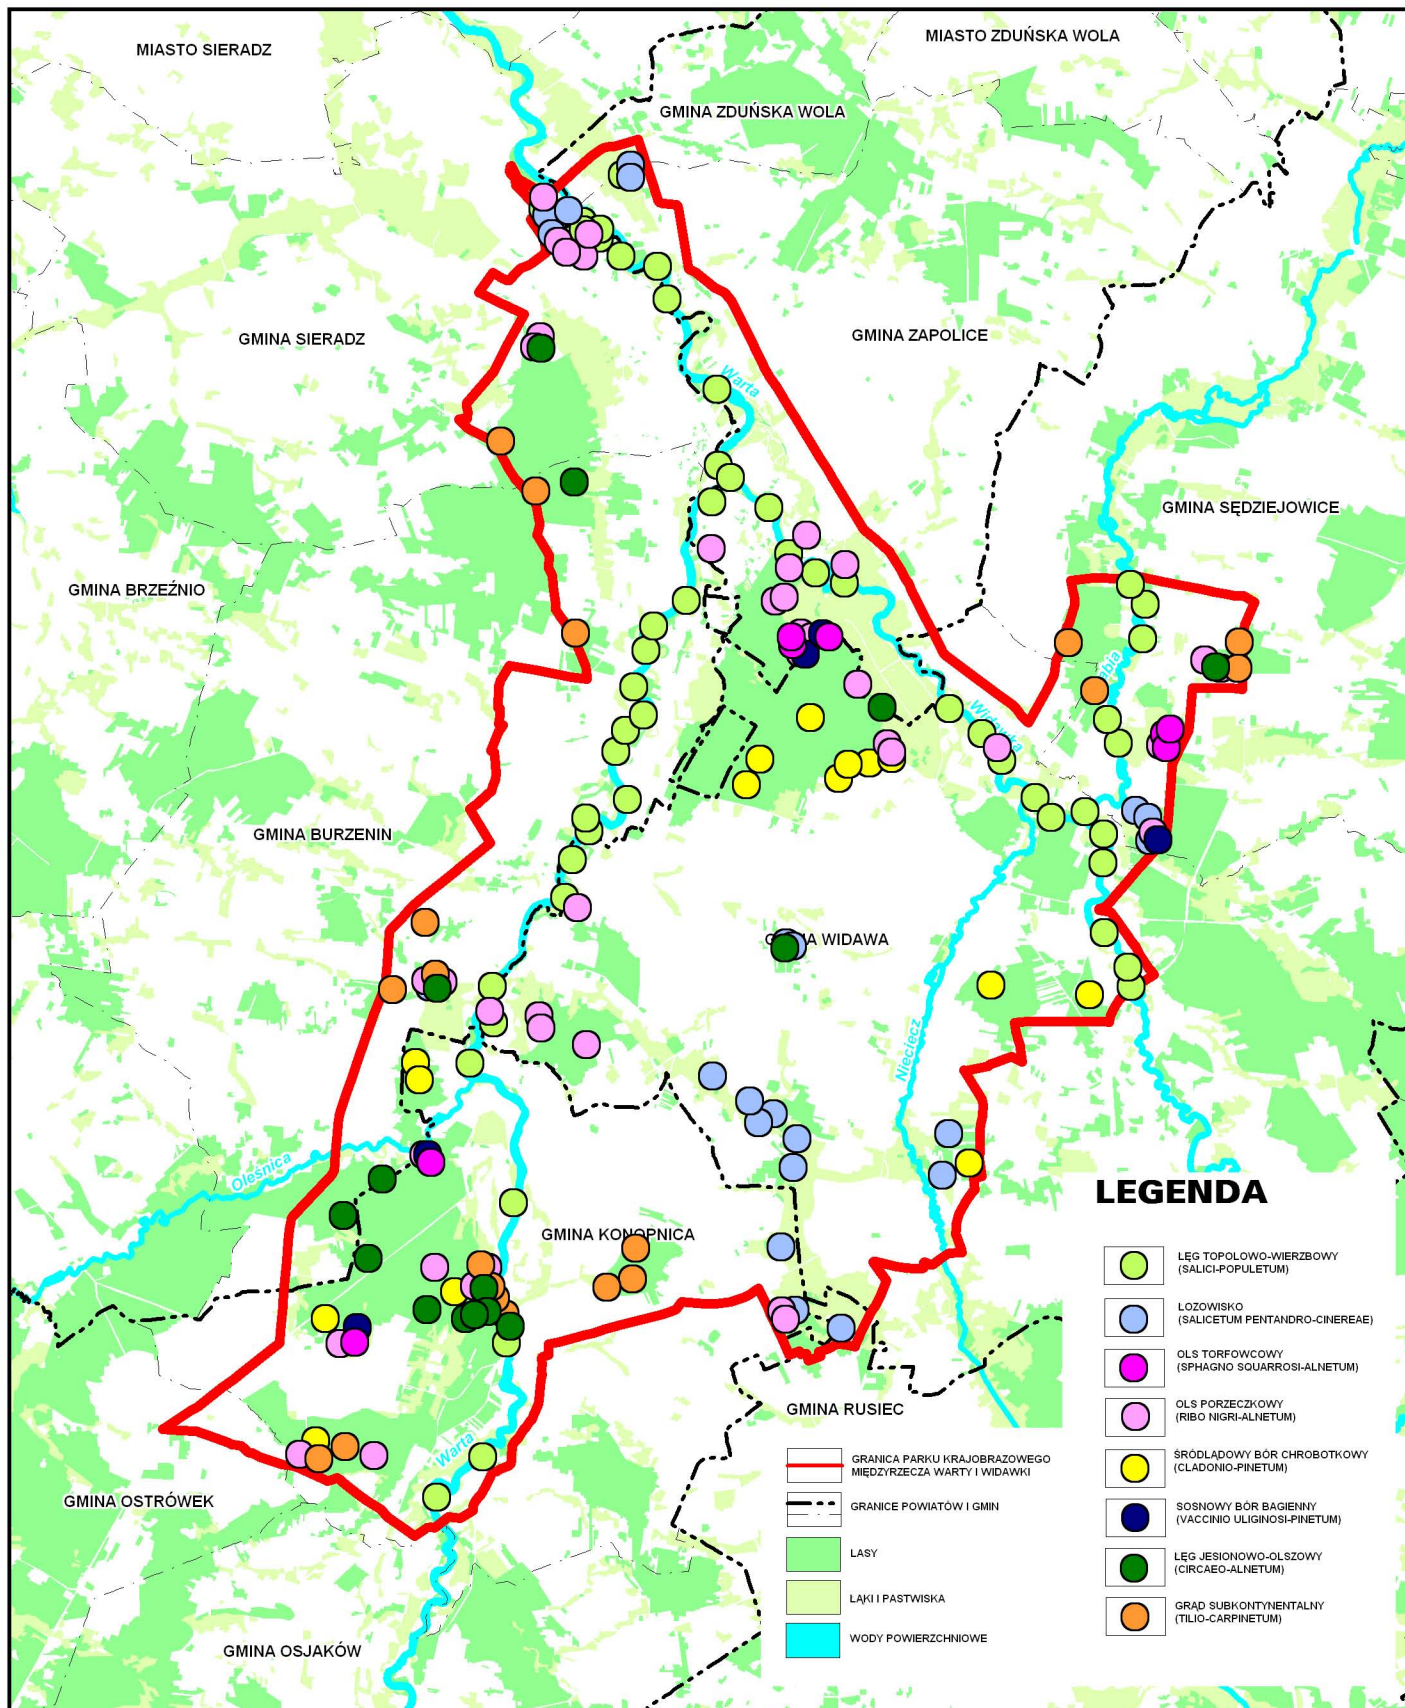 MIASTO SIERADZ
MIASTO ZDUŃSKA WOLA
GMINA ZDUŃSKA WOLA
GMINA SIERADZ
GMINA ZAPOLICE
Warta
GMINA SĘDZIEJOWICE
GMINA BRZEŹNIO
Widawka
GMINA BURZENIN
WIDAWA
Nieciecz
Oleśnica
GMINA KONOPNICA
GMINA RUSIEC
Warta
GMINA OSTRÓWEK
GMINA OSJAKÓW
LEGENDA
ŁĘG TOPOLOWO-WIERZBOWY
(SALICI-POPULETUM)
ŁOZOWISKO
(SALICETUM PENTANDRO-CINEREAE)
OLS TORFOWCOWY
(SPHAGNO SQUARROSI-ALNETUM)
OLS PORZECZKOWY
(RIBO NIGRI-ALNETUM)
ŚRÓDLĄDOWY BÓR CHROBOTKOWY
(CLADONIO-PINETUM)
SOSNOWY BÓR BAGIENNY
(VACCINIO ULIGINOSI-PINETUM)
ŁĘG JESIONOWO-OLSZOWY
(CIRCAEO-ALNETUM)
GRĄD SUBKONTYNENTALNY
(TILIO-CARPINETUM)
GRANICA PARKU KRAJOBRAZOWEGO
MIĘDZYRZECZA WARTY I WIDAWKI
GRANICE POWIATÓW I GMIN
LASY
ŁĄKI I PASTWISKA
WODY POWIERZCHNIOWE